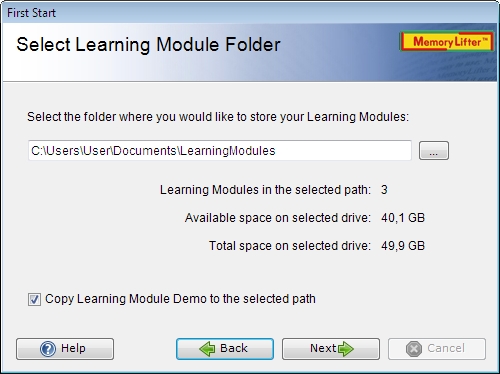 First Start
Select Learning Module Folder
MemoryLifter™
Select the folder where you would like to store your Learning Modules:
C:\Users\User\Documents\LearningModules
...
Learning Modules in the selected path: 3
Available space on selected drive: 40,1 GB
Total space on selected drive: 49,9 GB
Copy Learning Module Demo to the selected path
Help Back Next Cancel